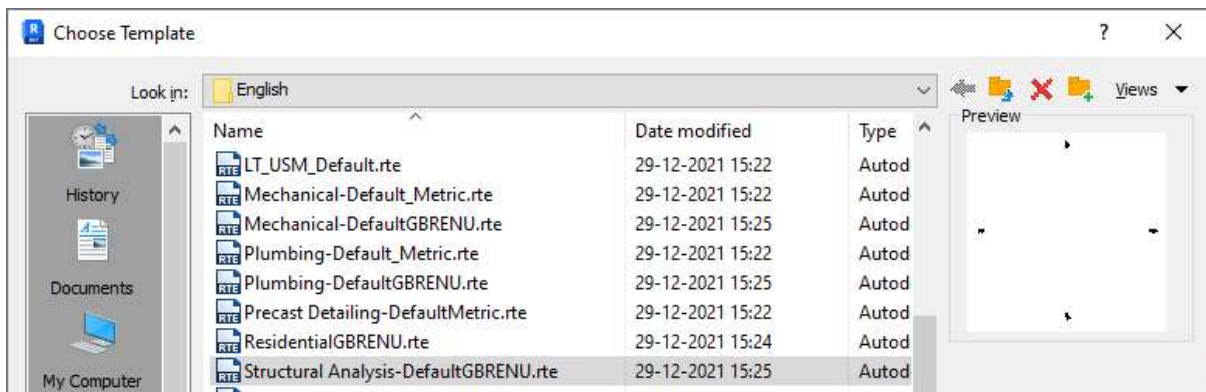 Choose Template ?
Look in: English Views
Name Date modified Type
Preview
LT_USM_Default.rte 29-12-2021 15:22 Autod
Mechanical-Default_Metric.rte 29-12-2021 15:22 Autod
Mechanical-DefaultGBRENU.rte 29-12-2021 15:25 Autod
Plumbing-Default_Metric.rte 29-12-2021 15:22 Autod
Plumbing-DefaultGBRENU.rte 29-12-2021 15:25 Autod
Precast Detailing-DefaultMetric.rte 29-12-2021 15:22 Autod
ResidentialGBRENU.rte 29-12-2021 15:24 Autod
Structural Analysis-DefaultGBRENU.rte 29-12-2021 15:25 Autod
History
Documents
My Computer